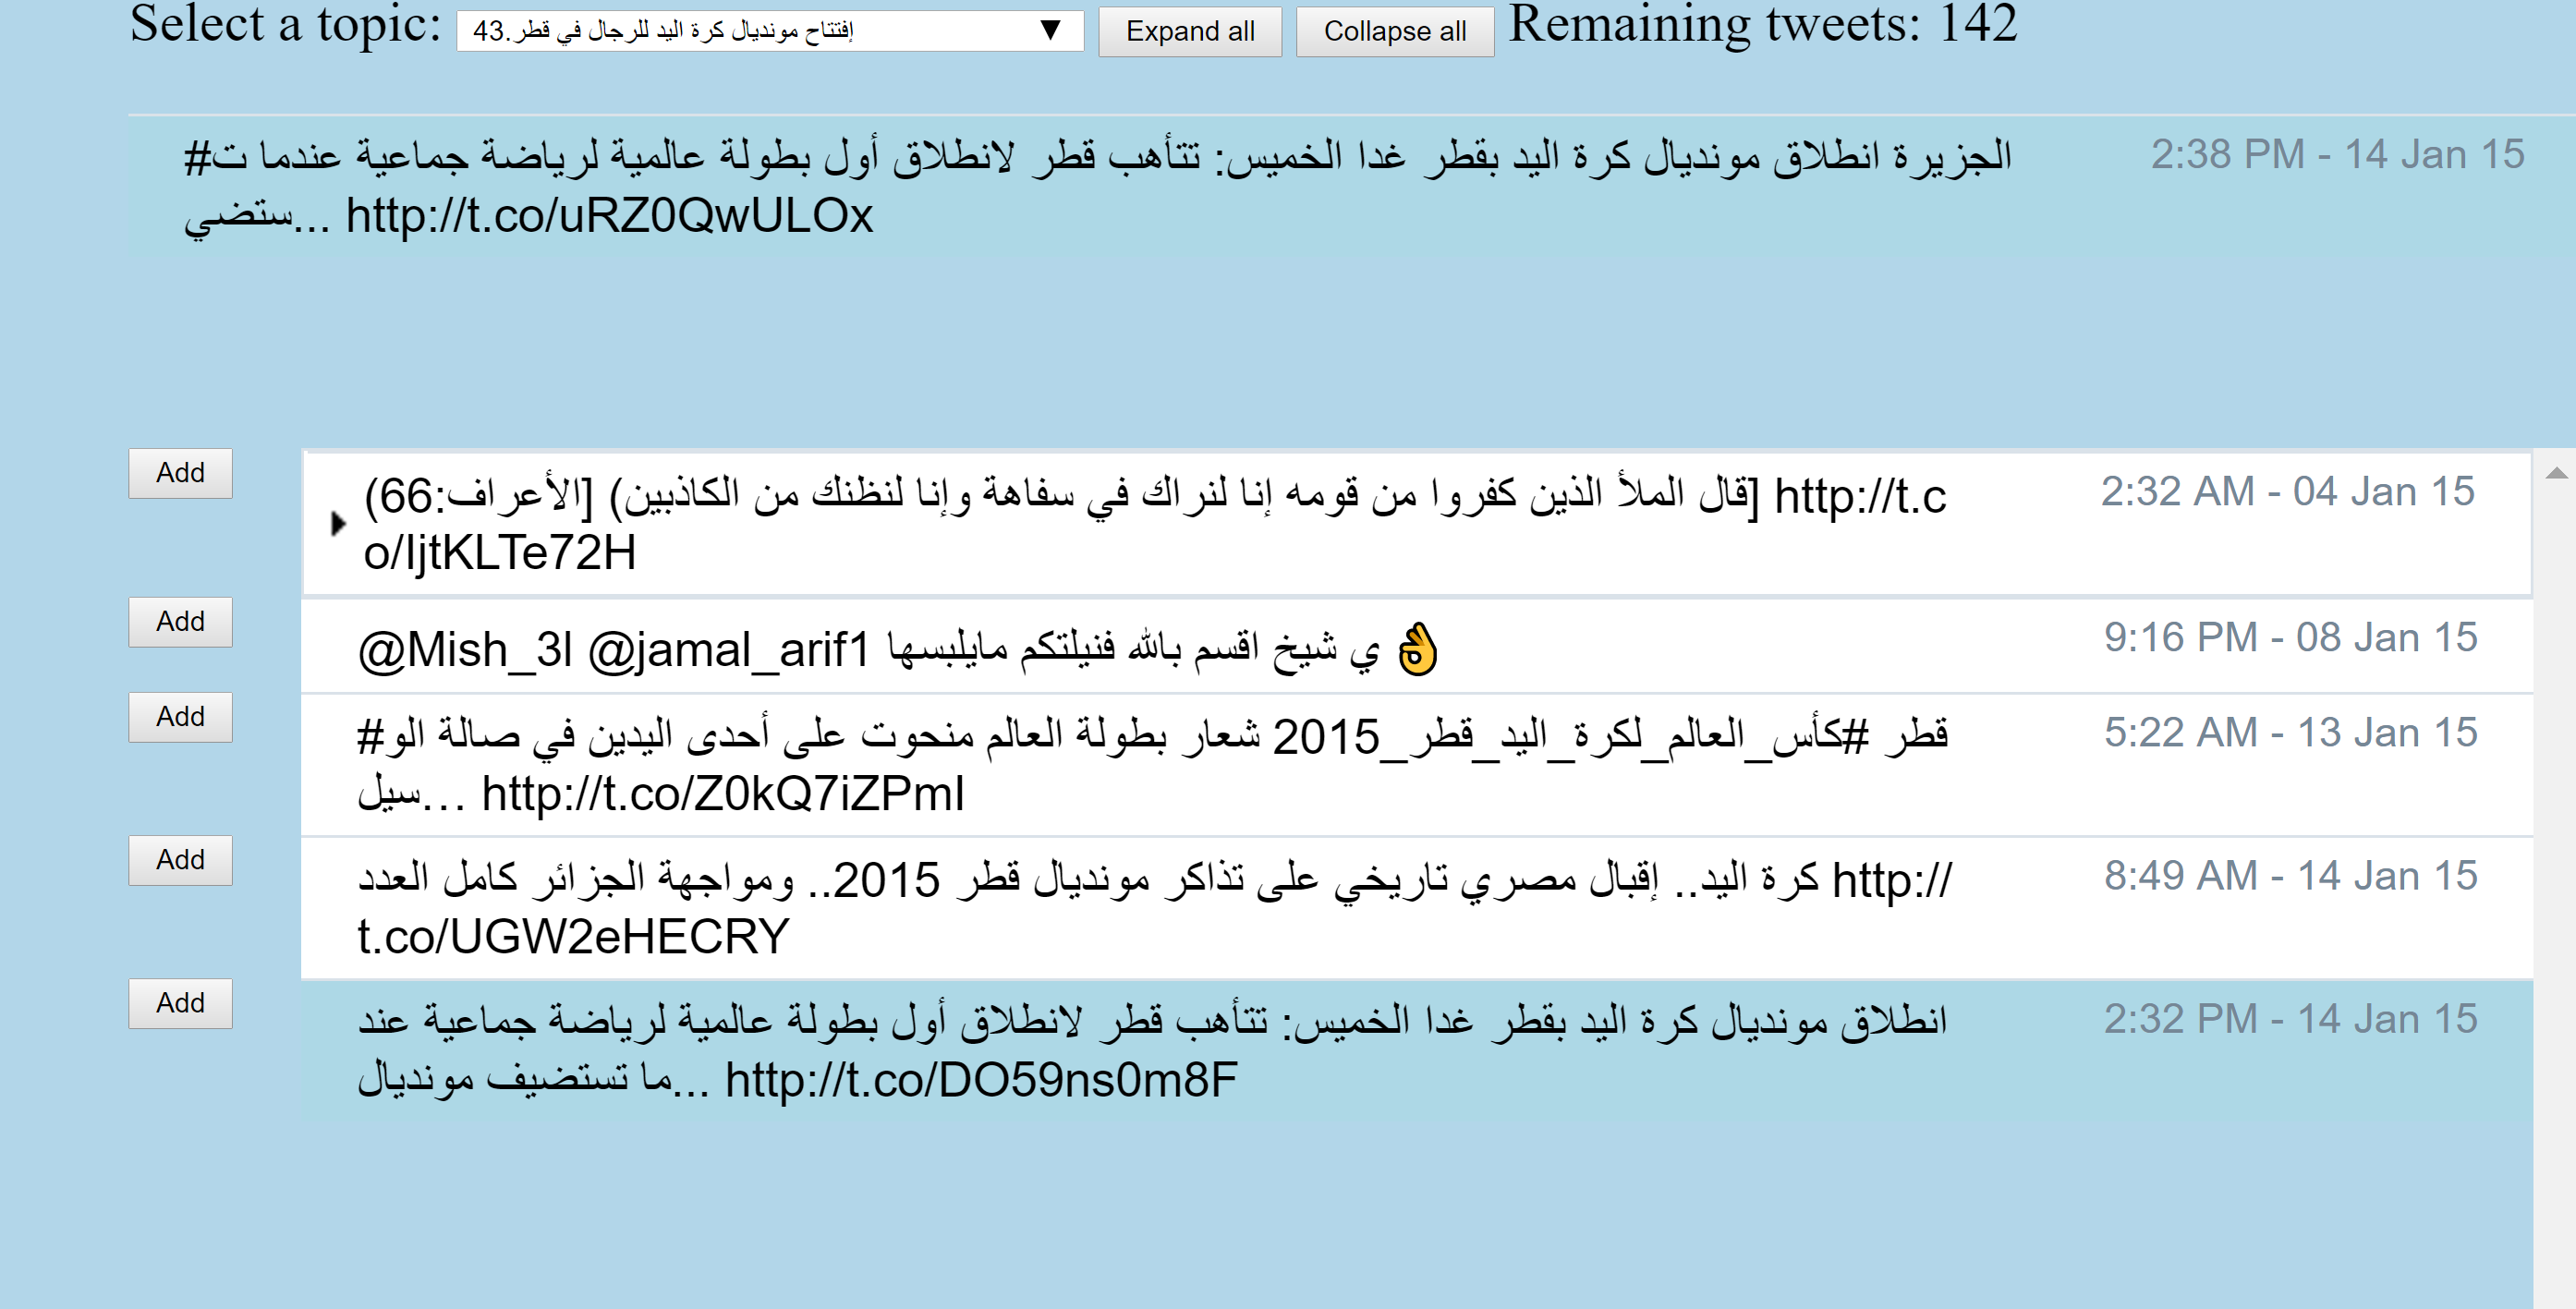 Select a topic: 43.إفتتاح مونديال كرة اليد للرجال في قطر ▼ Expand all Collapse all Remaining tweets: 142
#الجزيرة انطلاق مونديال كرة اليد بقطر غدا الخميس: تتأهب قطر لانطلاق أول بطولة عالمية لرياضة جماعية عندما ت 2:38 PM - 14 Jan 15
ستضي... http://t.co/uRZ0QwULOx
Add (قال الملأ الذين كفروا من قومه إنا لنراك في سفاهة وإنا لنظنك من الكاذبين) [الأعراف:66] http://t.c 2:32 AM - 04 Jan 15
o/IjtKLTe72H
Add @Mish_3l @jamal_arif1 ي شيخ اقسم بالله فنيلتكم مايلبسها 👌 9:16 PM - 08 Jan 15
Add #قطر #كأس_العالم_لكرة_اليد_قطر_2015 شعار بطولة العالم منحوت على أحدى اليدين في صالة الو 5:22 AM - 13 Jan 15
سيل… http://t.co/Z0kQ7iZPmI
Add كرة اليد.. إقبال مصري تاريخي على تذاكر مونديال قطر 2015.. ومواجهة الجزائر كامل العدد http:// 8:49 AM - 14 Jan 15
t.co/UGW2eHECRY
Add انطلاق مونديال كرة اليد بقطر غدا الخميس: تتأهب قطر لانطلاق أول بطولة عالمية لرياضة جماعية عند 2:32 PM - 14 Jan 15
ما تستضيف مونديال... http://t.co/DO59ns0m8F